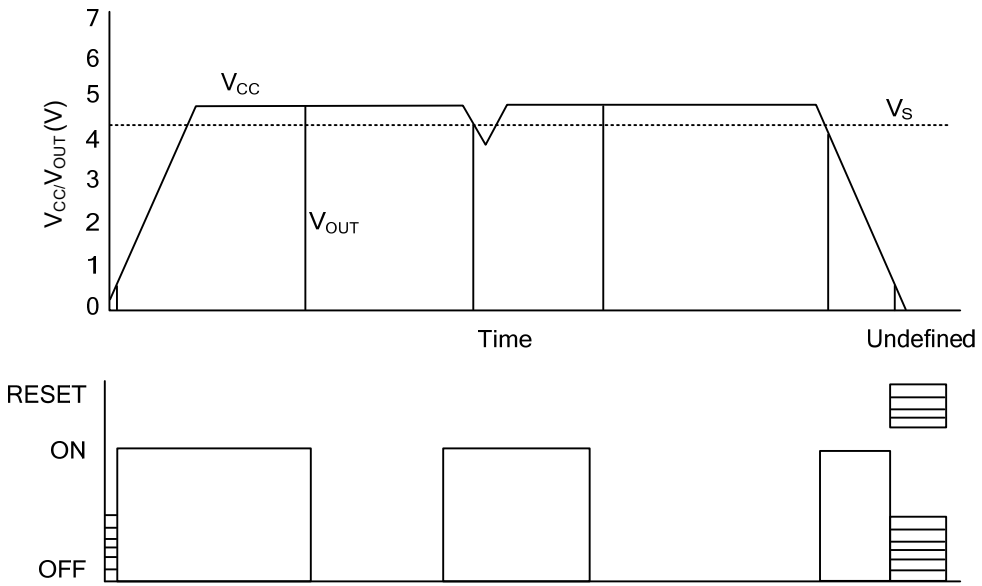 7
6
5
4
3
2
1
0
VCC/VOUT (V)
VCC
VS
VOUT
Time
Undefined
RESET
ON
OFF